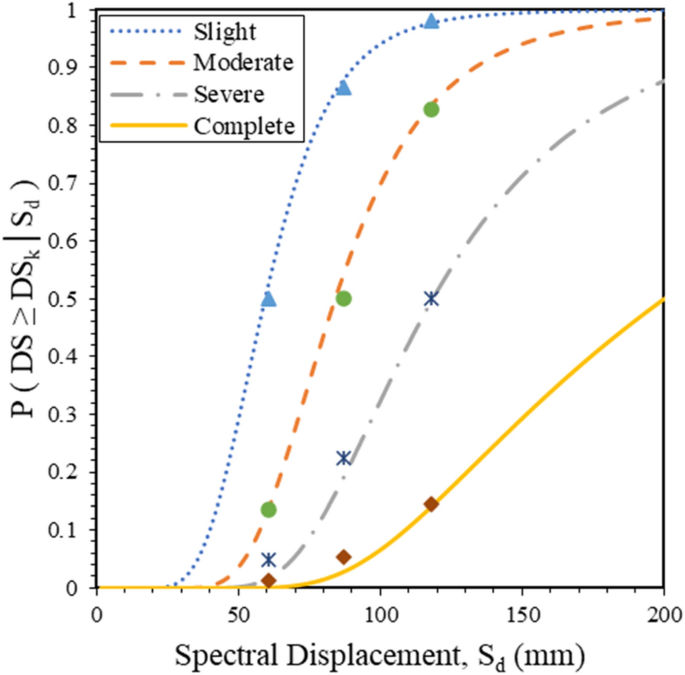 Slight
Moderate
Severe
Complete
1
0.9
0.8
0.7
0.6
0.5
0.4
0.3
0.2
0.1
0
P ( DS ≥ DSk | Sd )
0 50 100 150 200
Spectral Displacement, Sd (mm)